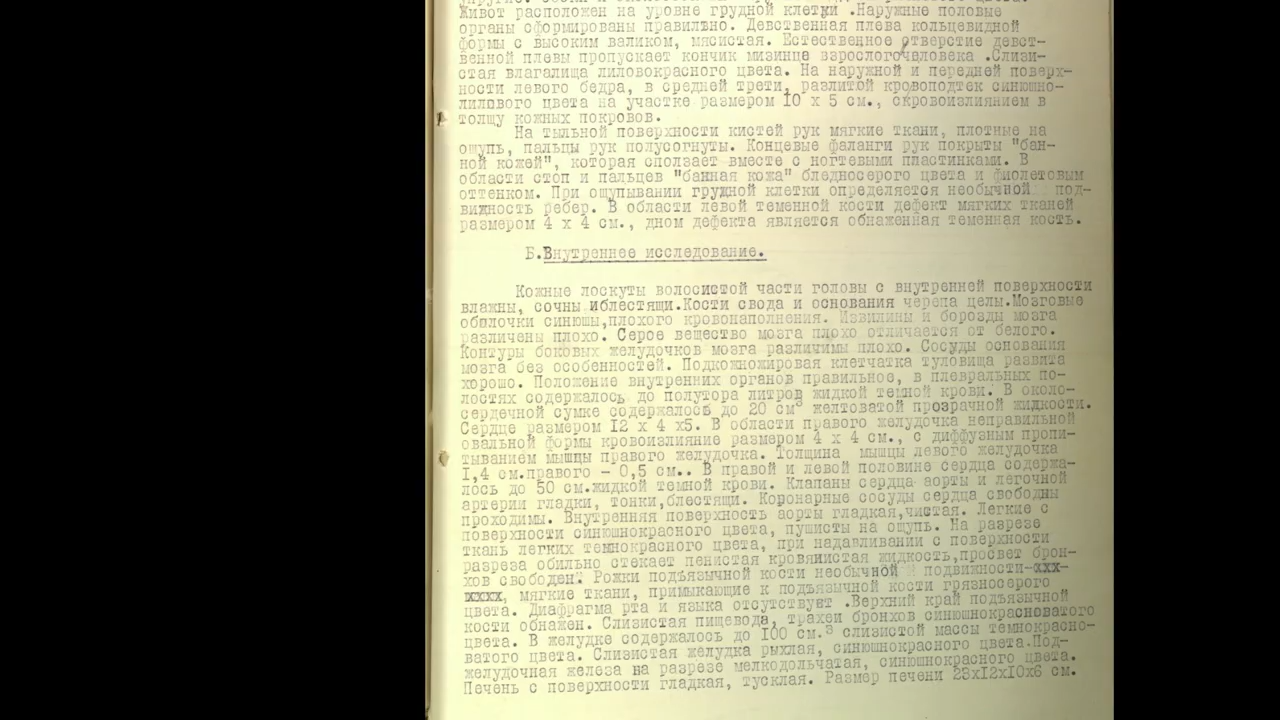 Живот расположен на уровне грудной клетки .Наружные половые
органы сформированы правильно. Девственная плева кольцевидной
формы с высоким валиком, мясистая. Естественное отверстие девст-
венной плевы пропускает кончик мизинца взрослогочеловека .Слизи-
стая влагалища лиловокрасного цвета. На наружной и передней поверх-
ности левого бедра, в средней трети, разлитой кровоподтек синюшно-
лилового цвета на участке размером 10 х 5 см., скровоизлиянием в
толщу кожных покровов.
На тыльной поверхности кистей рук мягкие ткани, плотные на
ощупь, пальцы рук полусогнуты. Концевые фаланги рук покрыты "бан-
ной кожей", которая сползает вместе с ногтевыми пластинками. В
области стоп и пальцев "банная кожа" бледносерого цвета и фиолетовым
оттенком. При ощупывании грудной клетки определяется необычной под-
вижность ребер. В области левой теменной кости дефект мягких тканей
размером 4 х 4 см., дном дефекта является обнаженная теменная кость.
Б.Внутреннее исследование.
Кожные лоскуты волосистой части головы с внутренней поверхности
влажны, сочны иблестящи.Кости свода и основания черепа целы.Мозговые
оболочки синюшы,плохого кровонаполнения. Извилины и борозды мозга
различены плохо. Серое вещество мозга плохо отличается от белого.
Контуры боковых желудочков мозга различимы плохо. Сосуды основания
мозга без особенностей. Подкожножировая клетчатка туловища развита
хорошо. Положение внутренних органов правильное, в плевральных по-
лостях содержалось до полутора литров жидкой темной крови. В около-
сердечной сумке содержалось до 20 см³ желтоватой прозрачной жидкости.
Сердце размером 12 х 4 х5. В области правого желудочка неправильной
овальной формы кровоизлияние размером 4 х 4 см., с диффузным пропи-
тыванием мышцы правого желудочка. Толщина мышцы левого желудочка
1,4 см.правого - 0,5 см.. В правой и левой половине сердца содержа-
лось до 50 см.жидкой темной крови. Клапаны сердца аорты и легочной
артерии гладки, тонки,блестящи. Коронарные сосуды сердца свободны
проходимы. Внутренняя поверхность аорты гладкая,чистая. Легкие с
поверхности синюшнокрасного цвета, пушисты на ощупь. На разрезе
ткань легких темнокрасного цвета, при надавливании с поверхности
разреза обильно стекает пенистая кровянистая жидкость,просвет брон-
хов свободен. Рожки подъязычной кости необычной подвижности-ххх-
хххх, мягкие ткани, примыкающие к подъязычной кости грязносерого
цвета. Диафрагма рта и языка отсутствует .Верхний край подъязычной
кости обнажен. Слизистая пищевода, трахеи бронхов синюшнокрасноватого
цвета. В желудке содержалось до 100 см.³ слизистой массы темнокрасно-
ватого цвета. Слизистая желудка рыхлая, синюшнокрасного цвета.Под-
желудочная железа на разрезе мелкодольчатая, синюшнокрасного цвета.
Печень с поверхности гладкая, тусклая. Размер печени 23х12х10х6 см.